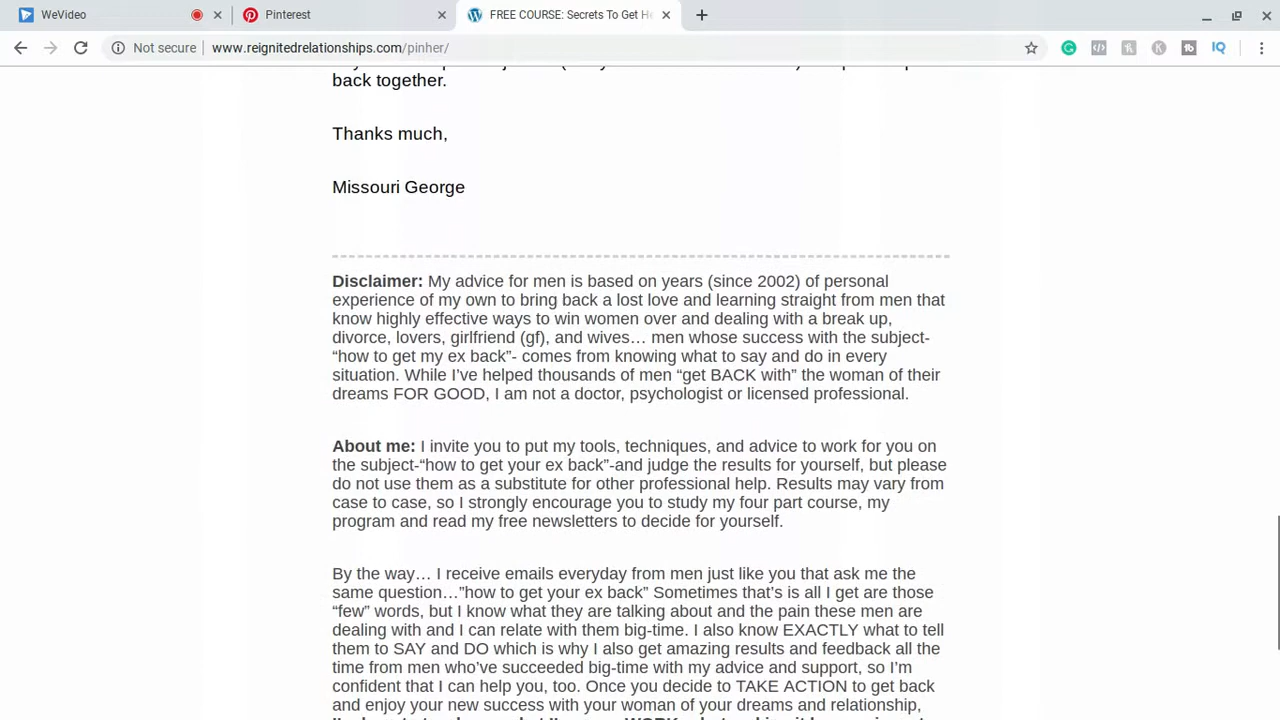 WeVideo
Pinterest
FREE COURSE: Secrets To Get He
Not secure
www.reignitedrelationships.com/pinher/
back together.
Thanks much,
Missouri George
Disclaimer: My advice for men is based on years (since 2002) of personal
experience of my own to bring back a lost love and learning straight from men that
know highly effective ways to win women over and dealing with a break up,
divorce, lovers, girlfriend (gf), and wives… men whose success with the subject-
“how to get my ex back”- comes from knowing what to say and do in every
situation. While I’ve helped thousands of men “get BACK with” the woman of their
dreams FOR GOOD, I am not a doctor, psychologist or licensed professional.
About me: I invite you to put my tools, techniques, and advice to work for you on
the subject-“how to get your ex back”-and judge the results for yourself, but please
do not use them as a substitute for other professional help. Results may vary from
case to case, so I strongly encourage you to study my four part course, my
program and read my free newsletters to decide for yourself.
By the way… I receive emails everyday from men just like you that ask me the
same question…”how to get your ex back” Sometimes that’s is all I get are those
“few” words, but I know what they are talking about and the pain these men are
dealing with and I can relate with them big-time. I also know EXACTLY what to tell
them to SAY and DO which is why I also get amazing results and feedback all the
time from men who’ve succeeded big-time with my advice and support, so I’m
confident that I can help you, too. Once you decide to TAKE ACTION to get back
and enjoy your new success with your woman of your dreams and relationship,